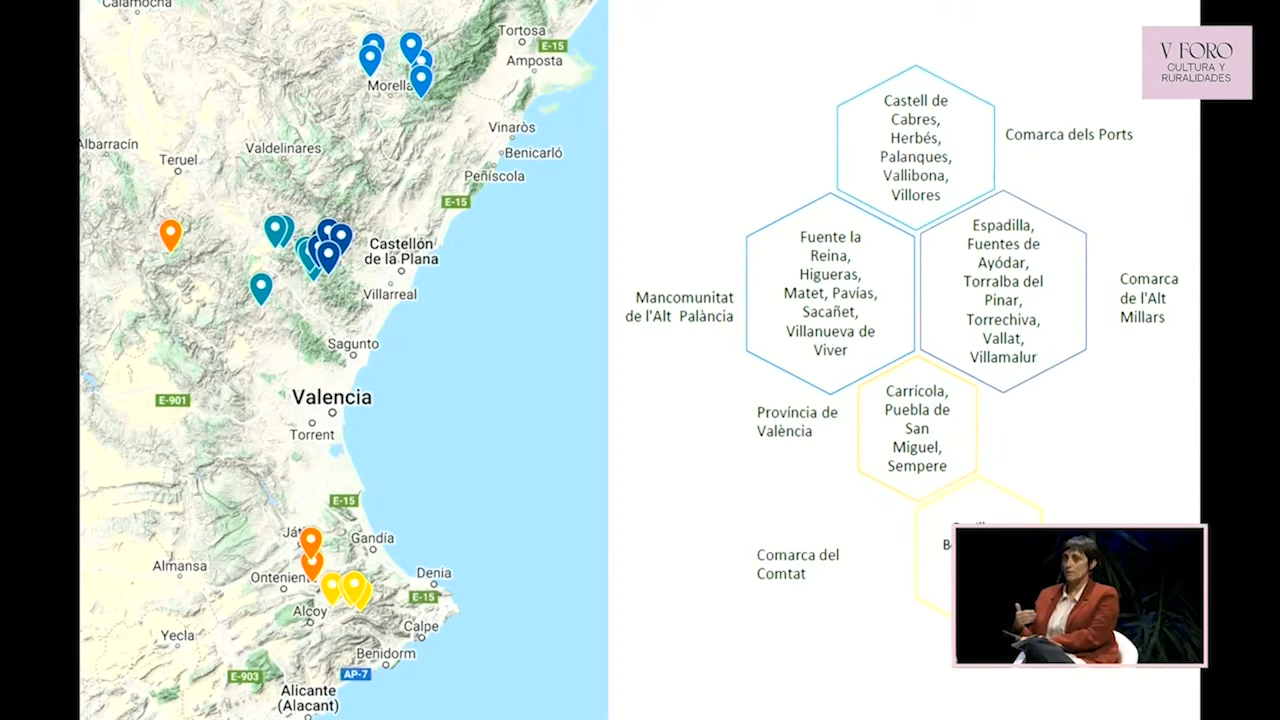 Calamocha
Tortosa
E-15
Amposta
Morella
Vinaròs
Albarracín
Teruel
Valdelinares
Benicarló
Peñíscola
E-15
Castellón
de la Plana
Villarreal
Sagunto
E-901
Valencia
Torrent
E-15
Gandía
Almansa
Denia
E-15
Alcoy
Calpe
Yecla
Benidorm
E-903
AP-7
Alicante
(Alacant)
V FORO
CULTURA Y
RURALIDADES
Castell de
Cabres,
Herbés,
Palanques,
Vallibona,
Villores
Comarca dels Ports
Mancomunitat
de l'Alt Palància
Fuente la
Reina,
Higueras,
Matet, Pavías,
Sacañet,
Villanueva de
Viver
Espadilla,
Fuentes de
Ayódar,
Torralba del
Pinar,
Torrechiva,
Vallat,
Villamalur
Comarca
de l'Alt
Millars
Província de
València
Carrícola,
Puebla de
San
Miguel,
Sempere
Comarca del
Comtat